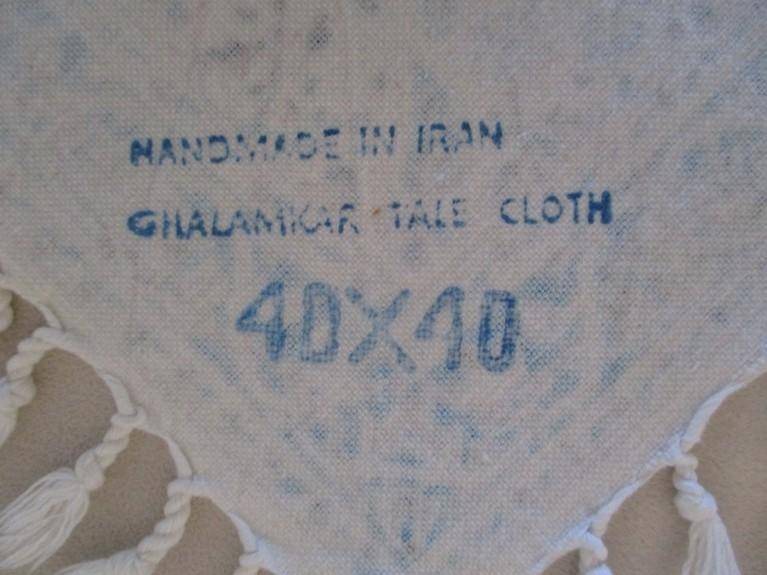 HANDMADE IN IRAN
GHALAMKAR TALE CLOTH
40X40